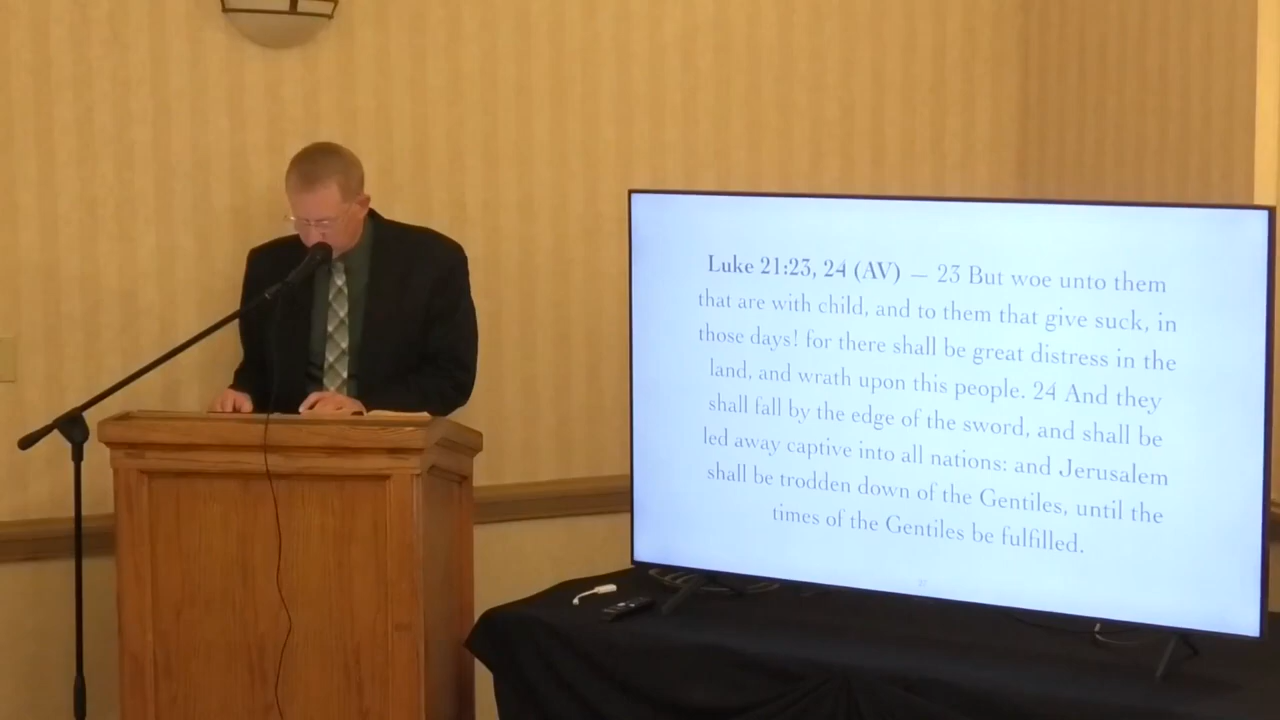 Luke 21:23, 24 (AV) — 23 But woe unto them
that are with child, and to them that give suck, in
those days! for there shall be great distress in the
land, and wrath upon this people. 24 And they
shall fall by the edge of the sword, and shall be
led away captive into all nations: and Jerusalem
shall be trodden down of the Gentiles, until the
times of the Gentiles be fulfilled.